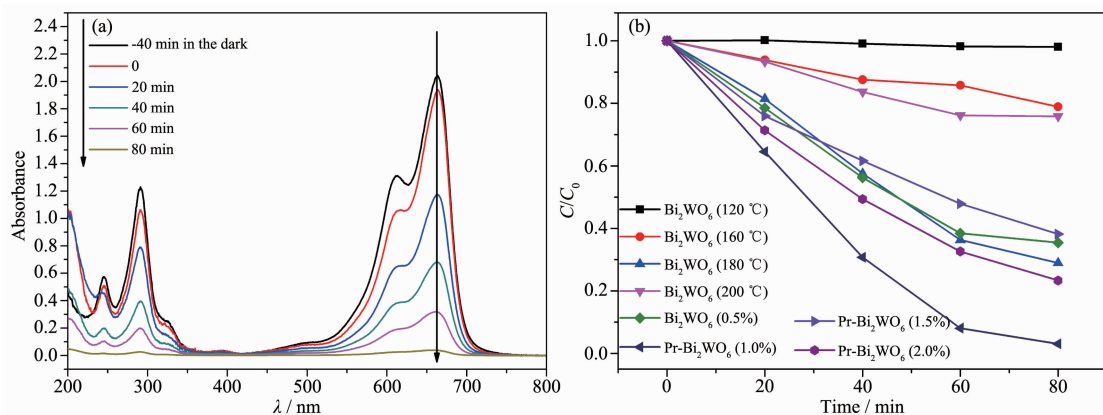 (a)
-40 min in the dark
0
20 min
40 min
60 min
80 min
Absorbance
2.4
2.2
2.0
1.8
1.6
1.4
1.2
1.0
0.8
0.6
0.4
0.2
0.0
200 300 400 500 600 700 800
λ / nm
(b)
C/C₀
1.0
0.8
0.6
0.4
0.2
0.0
Bi₂WO₆ (120 ℃)
Bi₂WO₆ (160 ℃)
Bi₂WO₆ (180 ℃)
Bi₂WO₆ (200 ℃)
Bi₂WO₆ (0.5%)
Pr-Bi₂WO₆ (1.0%)
Pr-Bi₂WO₆ (1.5%)
Pr-Bi₂WO₆ (2.0%)
0 20 40 60 80
Time / min